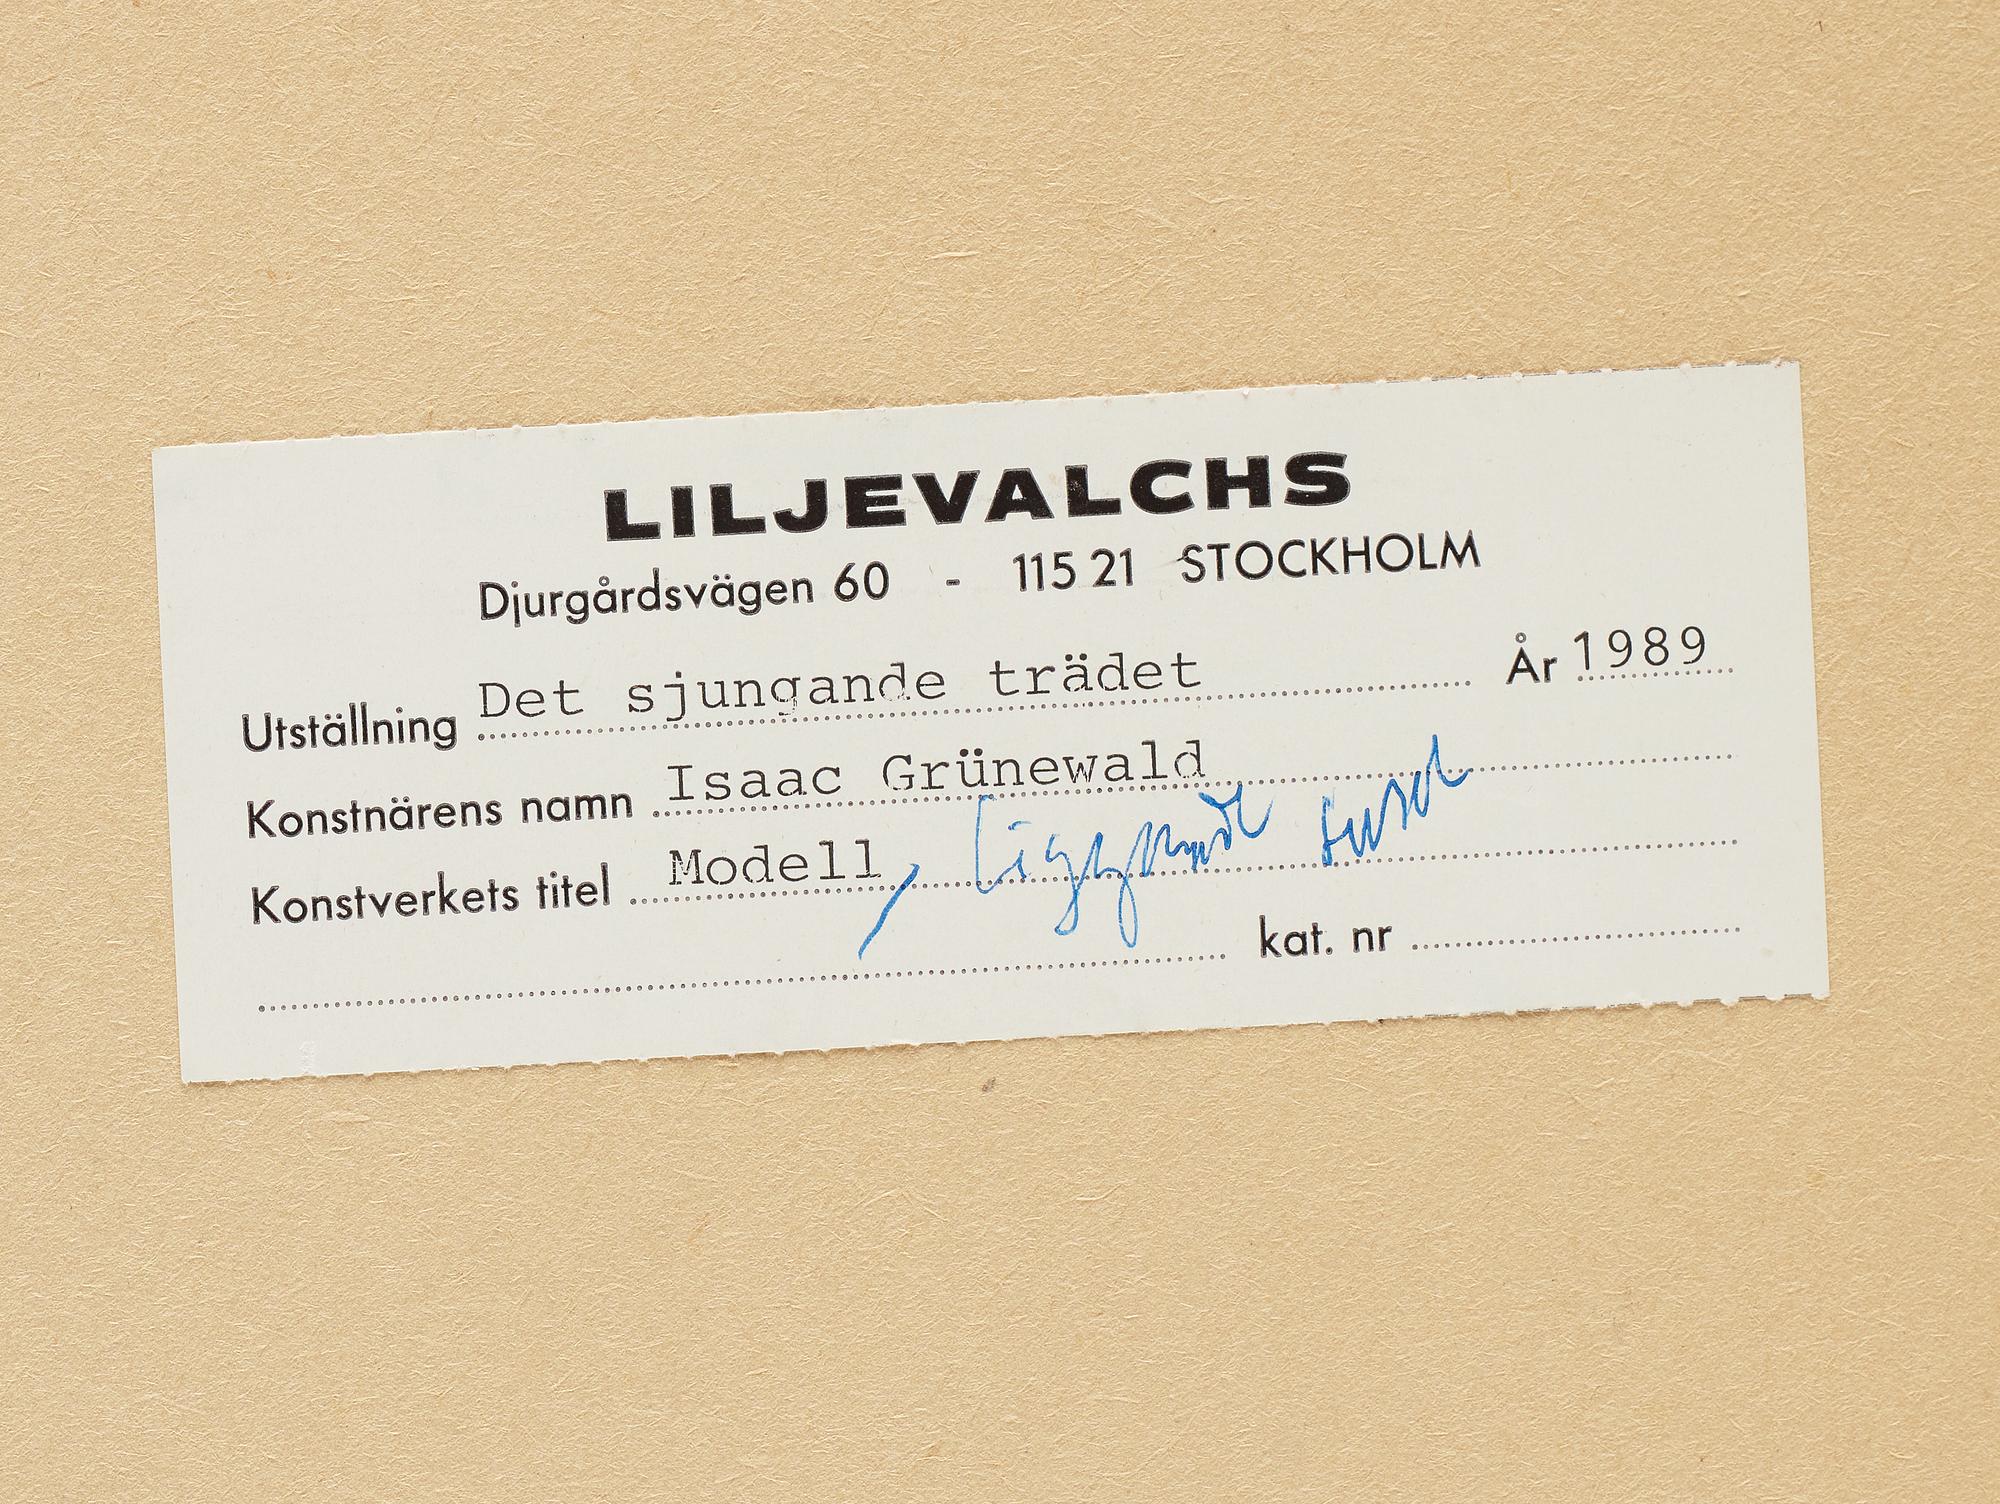 LILJEVALCHS
Djurgårdsvägen 60 - 115 21 STOCKHOLM
Utställning Det sjungande trädet År 1989
Konstnärens namn Isaac Grünewald
Konstverkets titel Modell, liggande
kat. nr